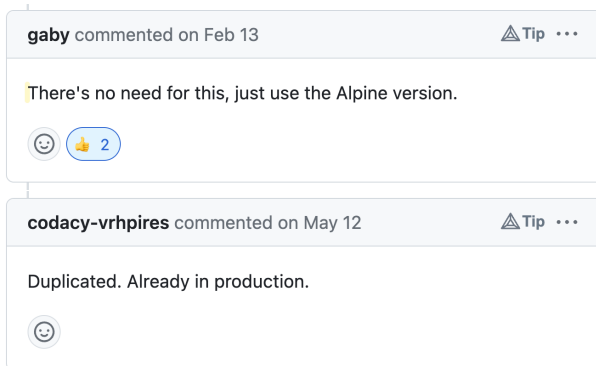 gaby commented on Feb 13 Tip
There's no need for this, just use the Alpine version.
👍 2
codacy-vrhpires commented on May 12 Tip
Duplicated. Already in production.